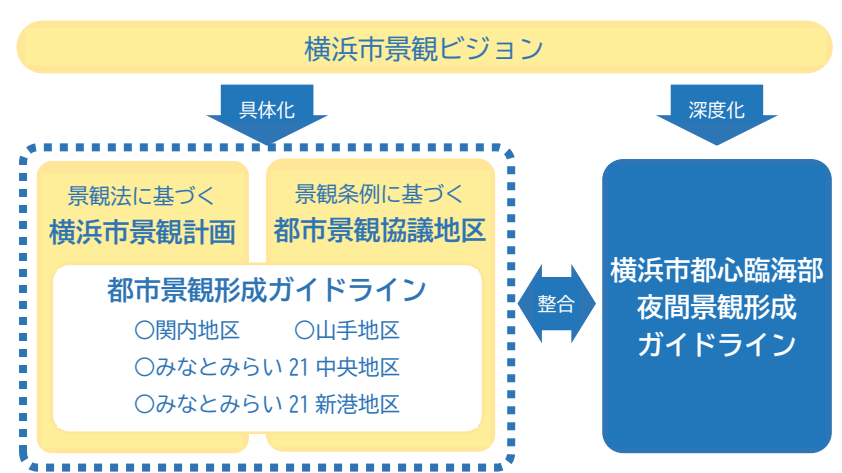 横浜市景観ビジョン
具体化
深度化
景観法に基づく
横浜市景観計画
景観条例に基づく
都市景観協議地区
都市景観形成ガイドライン
〇関内地区
〇山手地区
〇みなとみらい 21 中央地区
〇みなとみらい 21 新港地区
整合
横浜市都心臨海部
夜間景観形成
ガイドライン